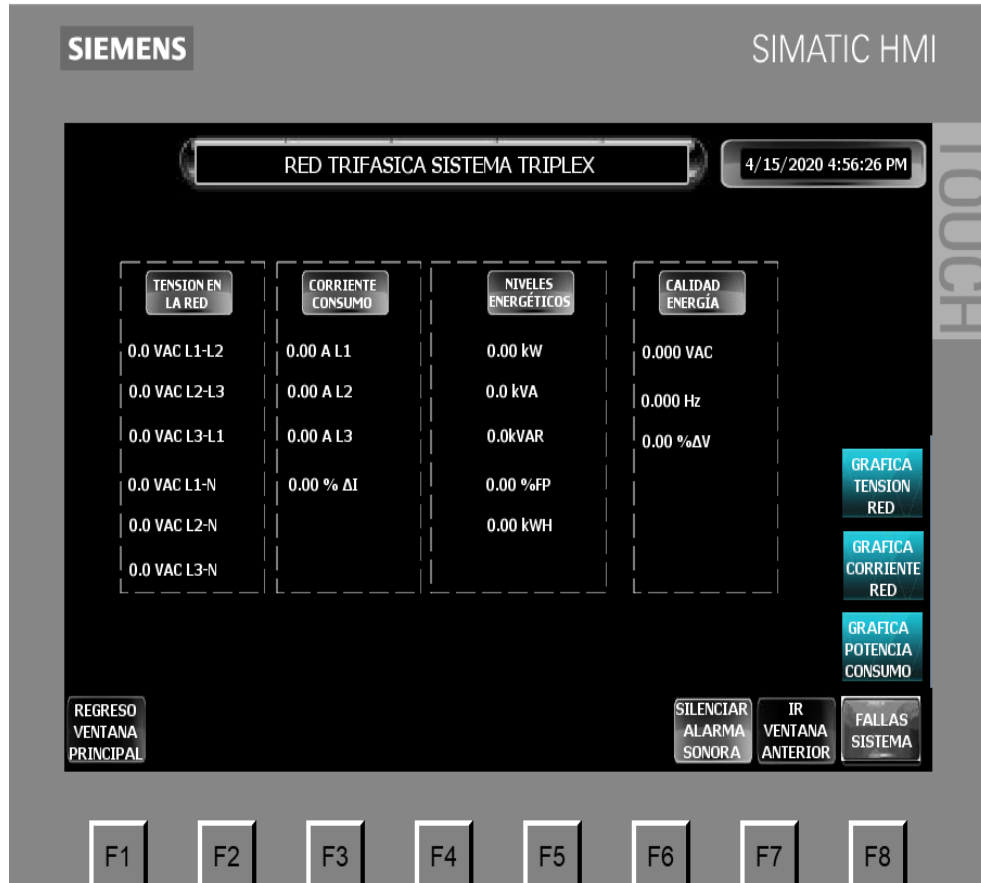 SIEMENS
SIMATIC HMI
TOUCH
RED TRIFASICA SISTEMA TRIPLEX
4/15/2020 4:56:26 PM
TENSION EN
LA RED
0.0 VAC L1-L2
0.0 VAC L2-L3
0.0 VAC L3-L1
0.0 VAC L1-N
0.0 VAC L2-N
0.0 VAC L3-N
CORRIENTE
CONSUMO
0.00 A L1
0.00 A L2
0.00 A L3
0.00 % ΔI
NIVELES
ENERGÉTICOS
0.00 kW
0.0 kVA
0.0kVAR
0.00 %FP
0.00 kWH
CALIDAD
ENERGÍA
0.000 VAC
0.000 Hz
0.00 %ΔV
GRAFICA
TENSION
RED
GRAFICA
CORRIENTE
RED
GRAFICA
POTENCIA
CONSUMO
REGRESO
VENTANA
PRINCIPAL
SILENCIAR
ALARMA
SONORA
IR
VENTANA
ANTERIOR
FALLAS
SISTEMA
F1
F2
F3
F4
F5
F6
F7
F8